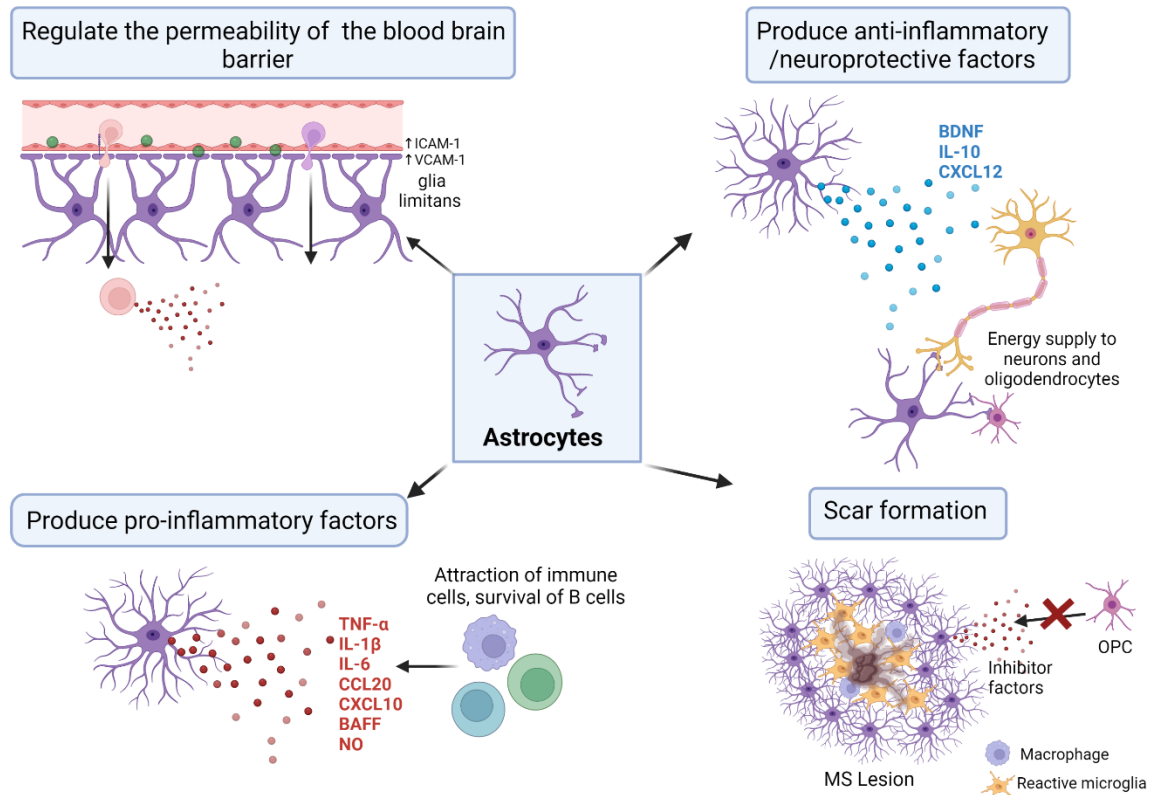 Regulate the permeability of the blood brain
barrier
↑ICAM-1
↑VCAM-1
glia
limitans
Produce anti-inflammatory
/neuroprotective factors
BDNF
IL-10
CXCL12
Energy supply to
neurons and
oligodendrocytes
Astrocytes
Produce pro-inflammatory factors
Attraction of immune
cells, survival of B cells
TNF-α
IL-1β
IL-6
CCL20
CXCL10
BAFF
NO
Scar formation
OPC
Inhibitor
factors
MS Lesion
Macrophage
Reactive microglia